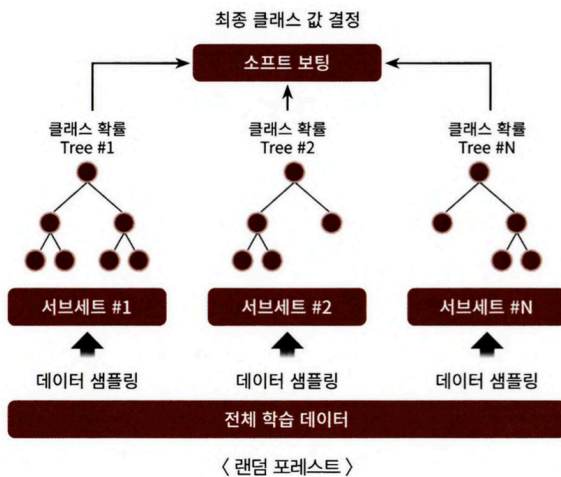 최종 클래스 값 결정
소프트 보팅
클래스 확률
Tree #1
클래스 확률
Tree #2
클래스 확률
Tree #N
서브세트 #1
서브세트 #2
서브세트 #N
데이터 샘플링
데이터 샘플링
데이터 샘플링
전체 학습 데이터
〈 랜덤 포레스트 〉